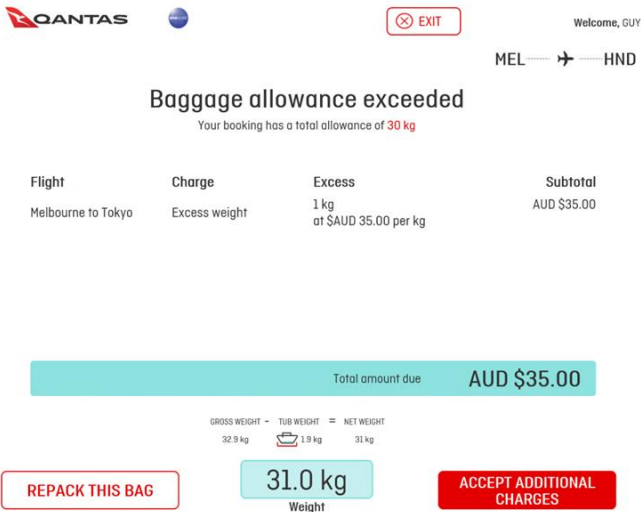 QANTAS
EXIT
Welcome, GUY
MEL HND
Baggage allowance exceeded
Your booking has a total allowance of 30 kg
Flight Charge Excess Subtotal
Melbourne to Tokyo Excess weight 1 kg AUD $35.00
at $AUD 35.00 per kg
Total amount due AUD $35.00
GROSS WEIGHT - TUB WEIGHT = NET WEIGHT
32.9 kg 1.9 kg 31 kg
31.0 kg
Weight
REPACK THIS BAG
ACCEPT ADDITIONAL
CHARGES